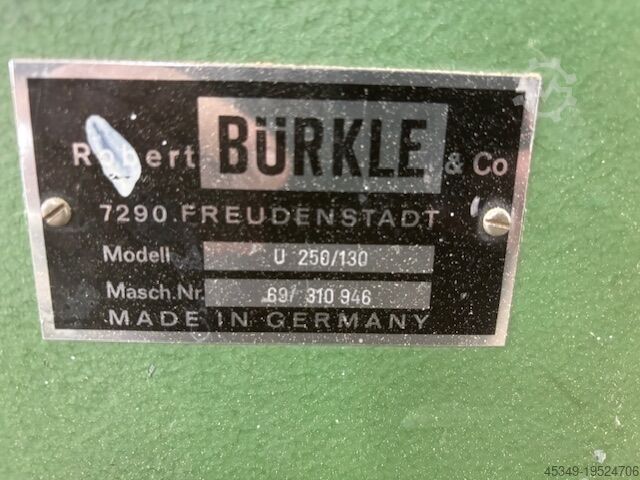 Robert BÜRKLE & Co
7290 FREUDENSTADT
Modell U 250/130
Masch.Nr. 69/ 310 946
MADE IN GERMANY
45349-19524706